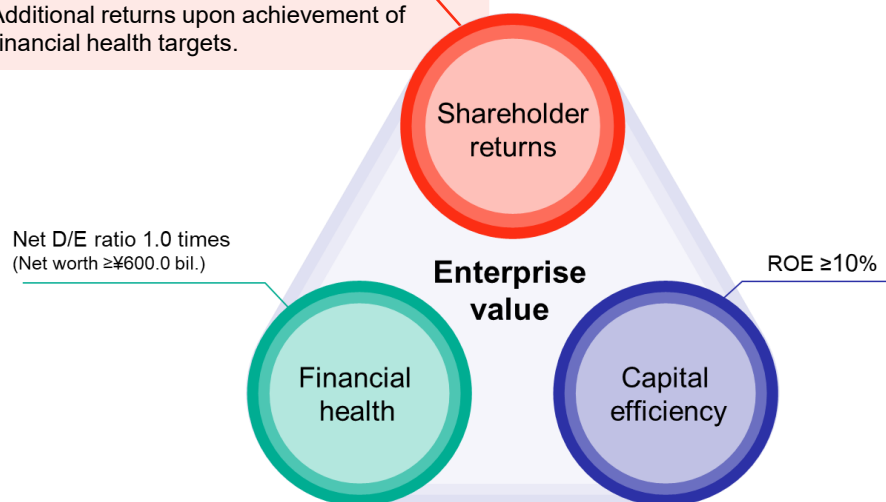 Additional returns upon achievement of
financial health targets.
Shareholder
returns
Net D/E ratio 1.0 times
(Net worth ≥¥600.0 bil.)
Enterprise
value
ROE ≥10%
Financial
health
Capital
efficiency